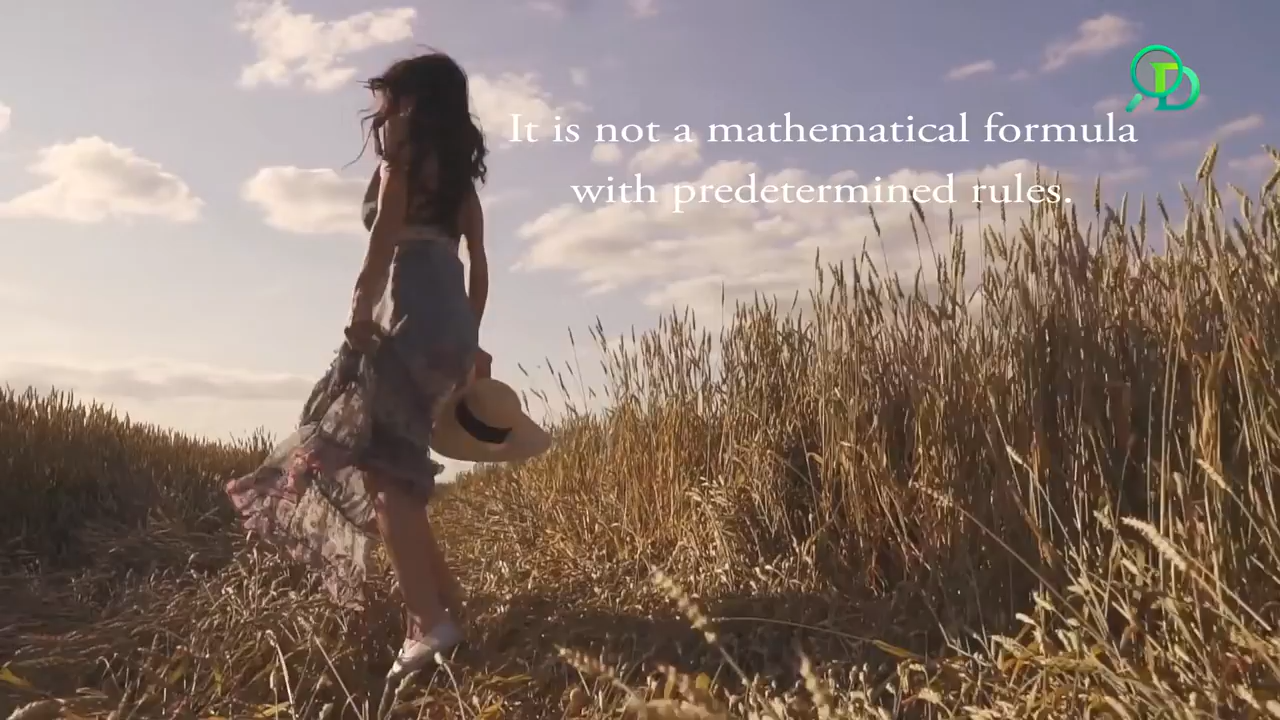 It is not a mathematical formula
with predetermined rules.